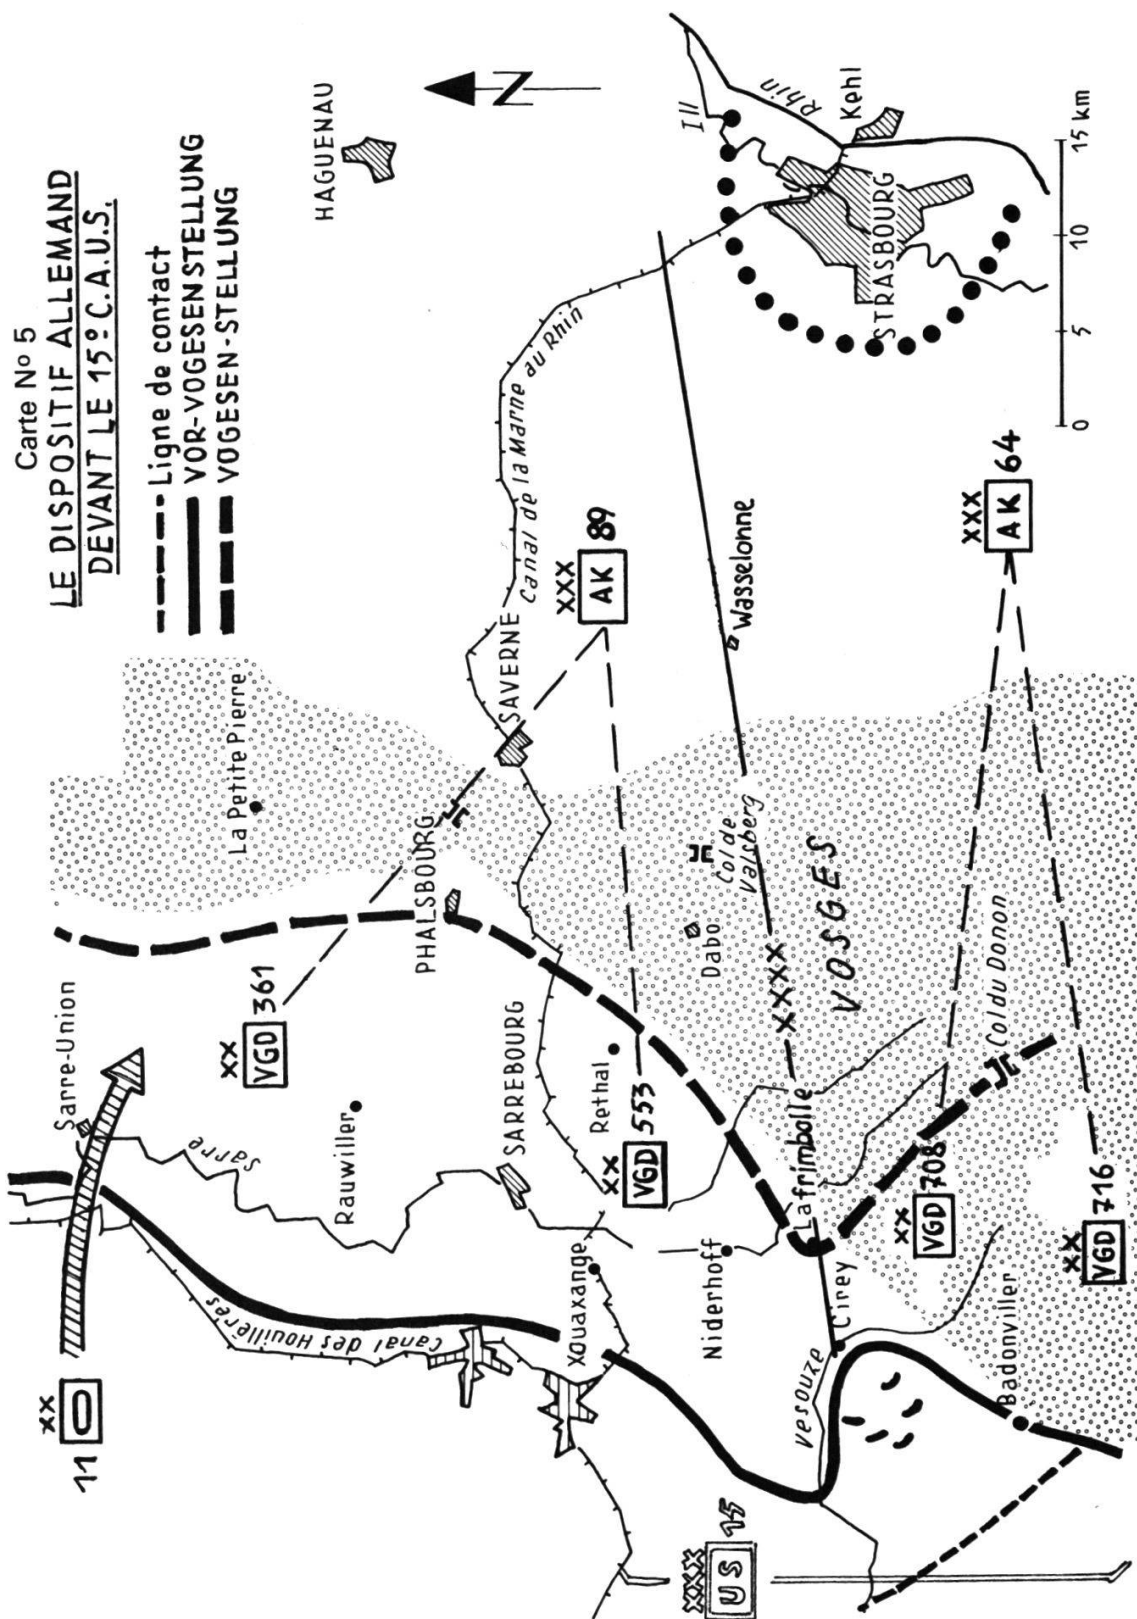 Carte No 5
LE DISPOSITIF ALLEMAND
DEVANT LE 15º C.A.U.S.
Ligne de contact
VOR-VOGESENSTELLUNG
VOGESEN-STELLUNG
11
XX
Sarre-Union
Sarre
XX
VGD 361
La Petite Pierre
HAGUENAU
N
Canal des Houillères
Rauwiller
PHALSBOURG
SAVERNE
SARREBOURG
Canal de la Marne au Rhin
XXX
AK 89
Xouaxange
Rethal
XX
VGD 553
Niderhoff
Dabo
Col de
Valsberg
Wasselonne
Ill
Rhin
Kehl
STRASBOURG
XXX
US 15
Vesouze
Cirey
Lafrimbolle
XXXX
VOSGES
XX
VGD 708
Col du Donon
XXX
AK 64
Badonviller
XX
VGD 716
0 5 10 15 km